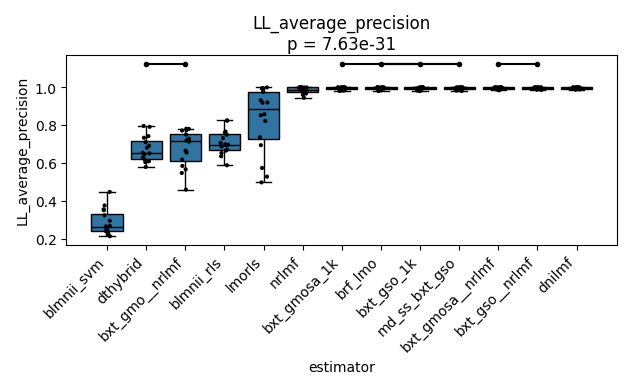 LL_average_precision
p = 7.63e-31
LL_average_precision
1.0
0.8
0.6
0.4
0.2
blmnii_svm
dthybrid
bxt_gmo__nrlmf
blmnii_rls
lmorls
nrlmf
bxt_gmosa_1k
brf_lmo
bxt_gso_1k
md_ss_bxt_gso
bxt_gmosa__nrlmf
bxt_gso__nrlmf
dnilmf
estimator